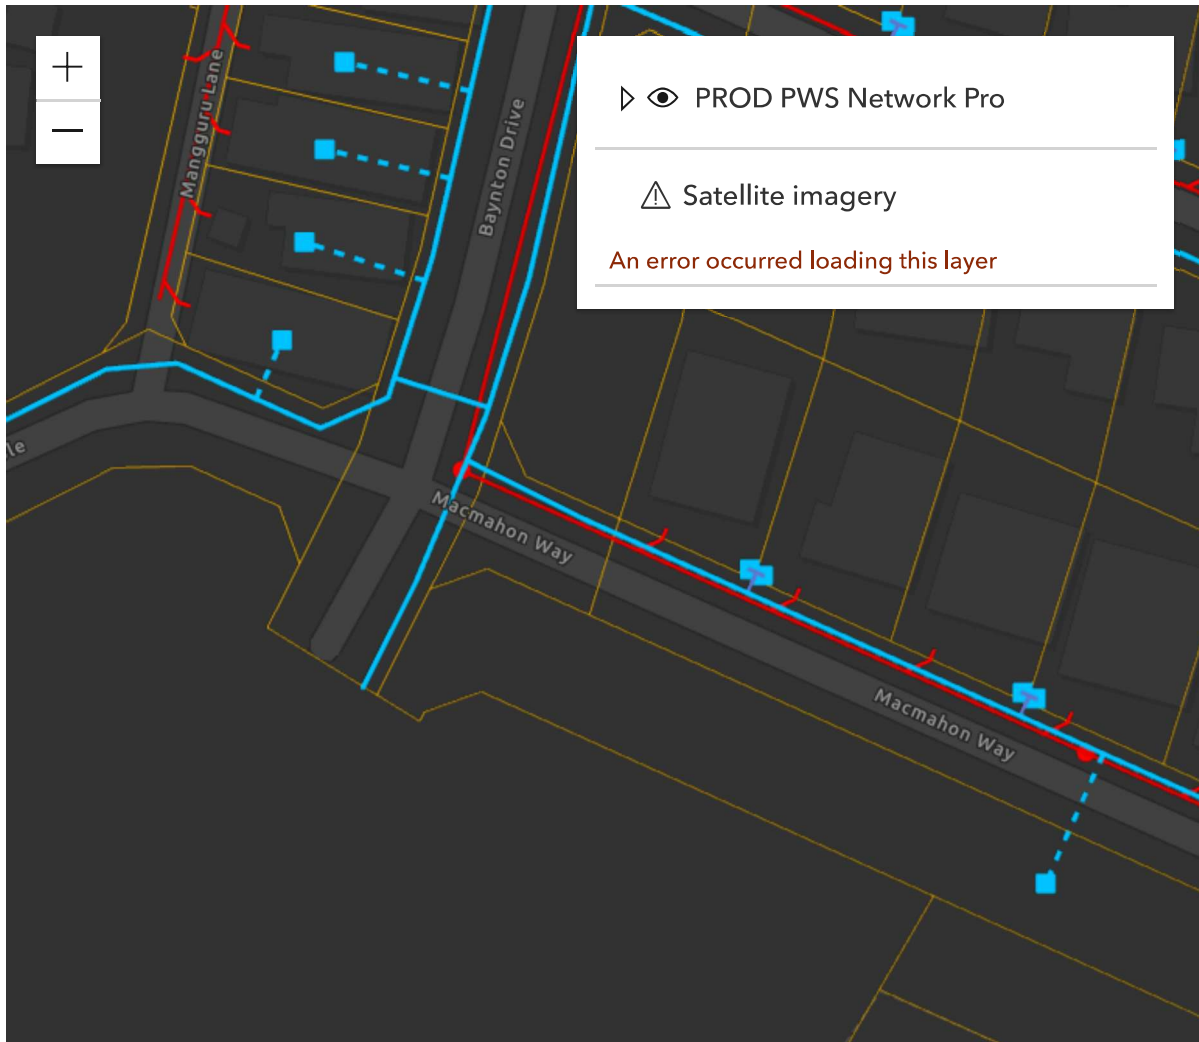 PROD PWS Network Pro
Satellite imagery
An error occurred loading this layer
Mangguru Lane
Baynton Drive
le
Macmahon Way
Macmahon Way